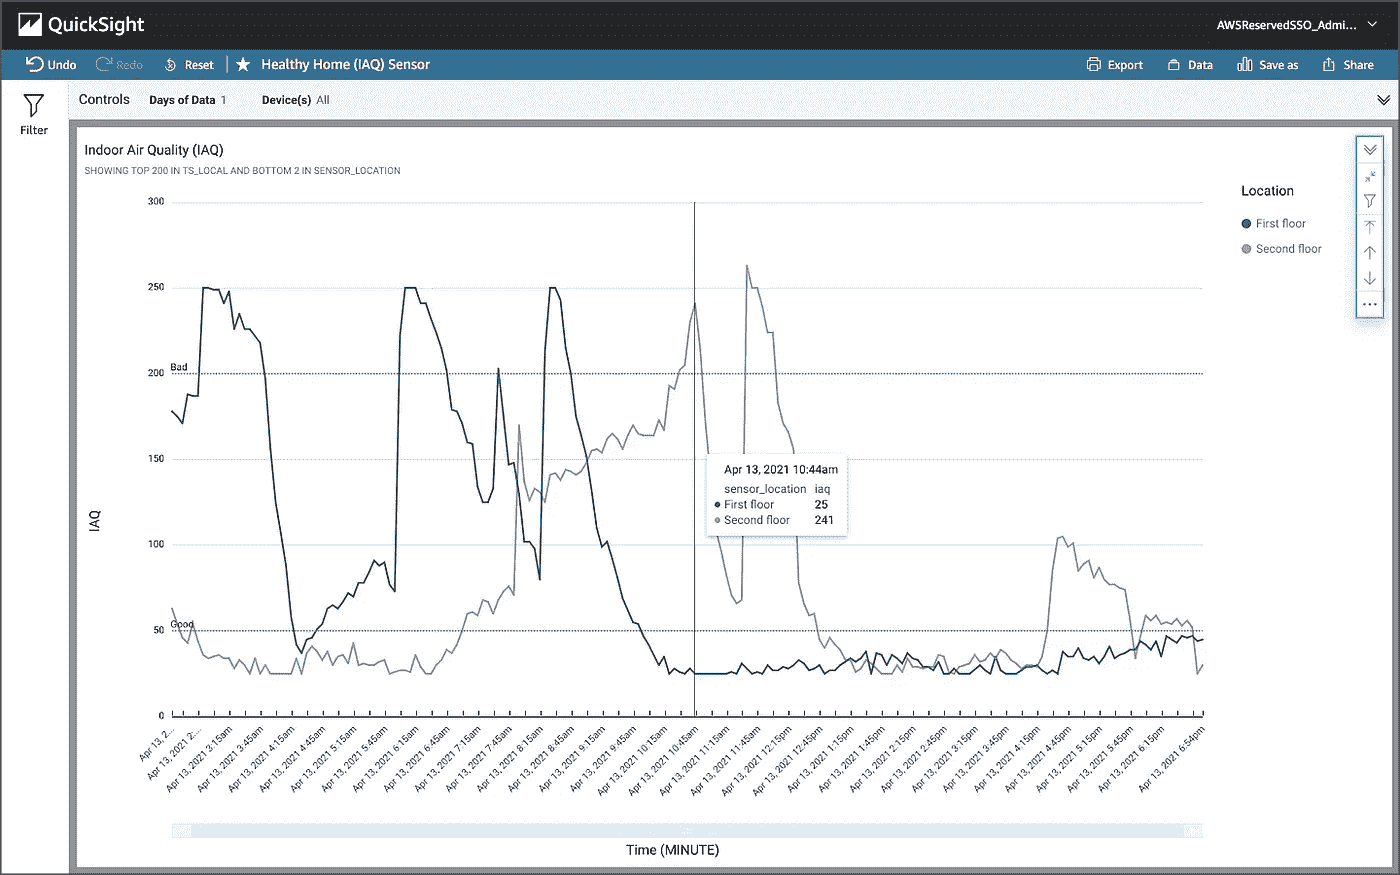 QuickSight
AWSReservedSSO_Admi...
Undo
Redo
Reset
Healthy Home (IAQ) Sensor
Export
Data
Save as
Share
Filter
Controls
Days of Data 1
Device(s) All
Indoor Air Quality (IAQ)
SHOWING TOP 200 IN TS_LOCAL AND BOTTOM 2 IN SENSOR_LOCATION
Location
First floor
Second floor
300
250
200
150
100
50
0
Bad
Good
IAQ
Apr 13, 2021 10:44am
sensor_location iaq
First floor 25
Second floor 241
Apr 13, 2...
Apr 13, 2021 2:...
Apr 13, 2021 3:15am
Apr 13, 2021 3:45am
Apr 13, 2021 4:15am
Apr 13, 2021 4:45am
Apr 13, 2021 5:15am
Apr 13, 2021 5:45am
Apr 13, 2021 6:15am
Apr 13, 2021 6:45am
Apr 13, 2021 7:15am
Apr 13, 2021 7:45am
Apr 13, 2021 8:15am
Apr 13, 2021 8:45am
Apr 13, 2021 9:15am
Apr 13, 2021 9:45am
Apr 13, 2021 10:15am
Apr 13, 2021 10:45am
Apr 13, 2021 11:15am
Apr 13, 2021 11:45am
Apr 13, 2021 12:15pm
Apr 13, 2021 12:45pm
Apr 13, 2021 1:15pm
Apr 13, 2021 1:45pm
Apr 13, 2021 2:15pm
Apr 13, 2021 2:45pm
Apr 13, 2021 3:15pm
Apr 13, 2021 3:45pm
Apr 13, 2021 4:15pm
Apr 13, 2021 4:45pm
Apr 13, 2021 5:15pm
Apr 13, 2021 5:45pm
Apr 13, 2021 6:15pm
Apr 13, 2021 6:54pm
Time (MINUTE)